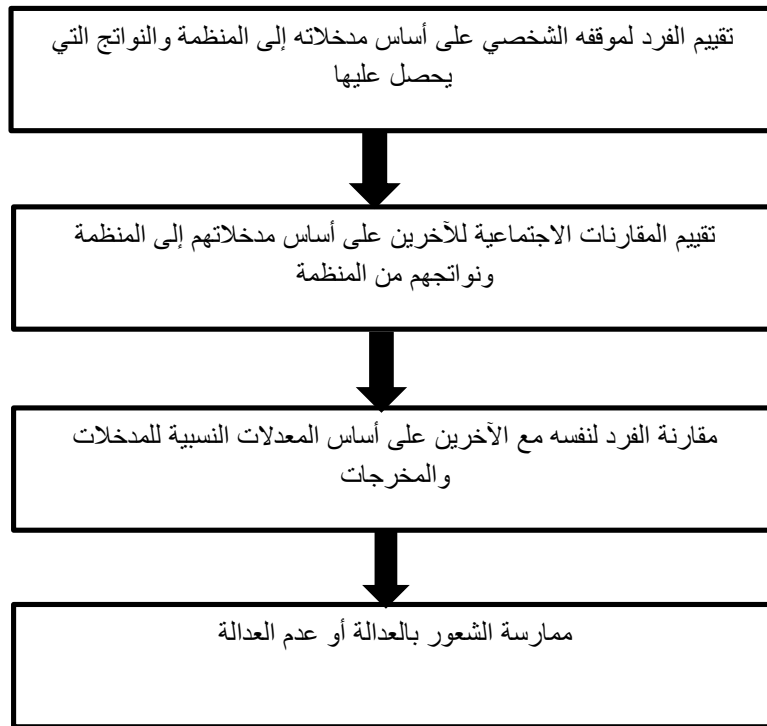 تقييم الفرد لموقفه الشخصي على أساس مدخلاته إلى المنظمة والنواتج التي
يحصل عليها
تقييم المقارنات الاجتماعية للآخرين على أساس مدخلاتهم إلى المنظمة
ونواتجهم من المنظمة
مقارنة الفرد لنفسه مع الآخرين على أساس المعدلات النسبية للمدخلات
والمخرجات
ممارسة الشعور بالعدالة أو عدم العدالة